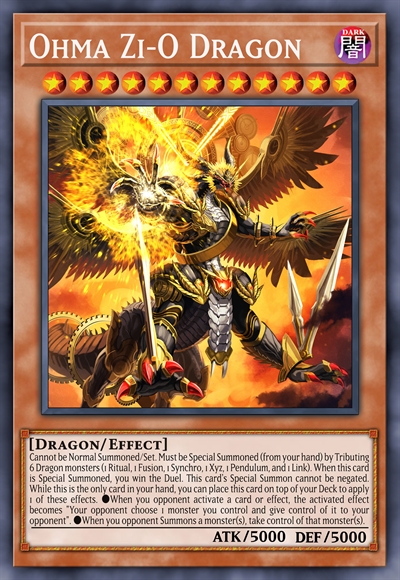 Ohma Zi-O Dragon
DARK
闇
[Dragon/Effect]
Cannot be Normal Summoned/Set. Must be Special Summoned (from your hand) by Tributing
6 Dragon monsters (1 Ritual, 1 Fusion, 1 Synchro, 1 Xyz, 1 Pendulum, and 1 Link). When this card
is Special Summoned, you win the Duel. This card's Special Summon cannot be negated.
While this is the only card in your hand, you can place this card on top of your Deck to apply
1 of these effects. ●When you opponent activate a card or effect, the activated effect
becomes "Your opponent choose 1 monster you control and give control of it to your
opponent". ●When you opponent Summons a monster(s), take control of that monster(s).
ATK/5000 DEF/5000